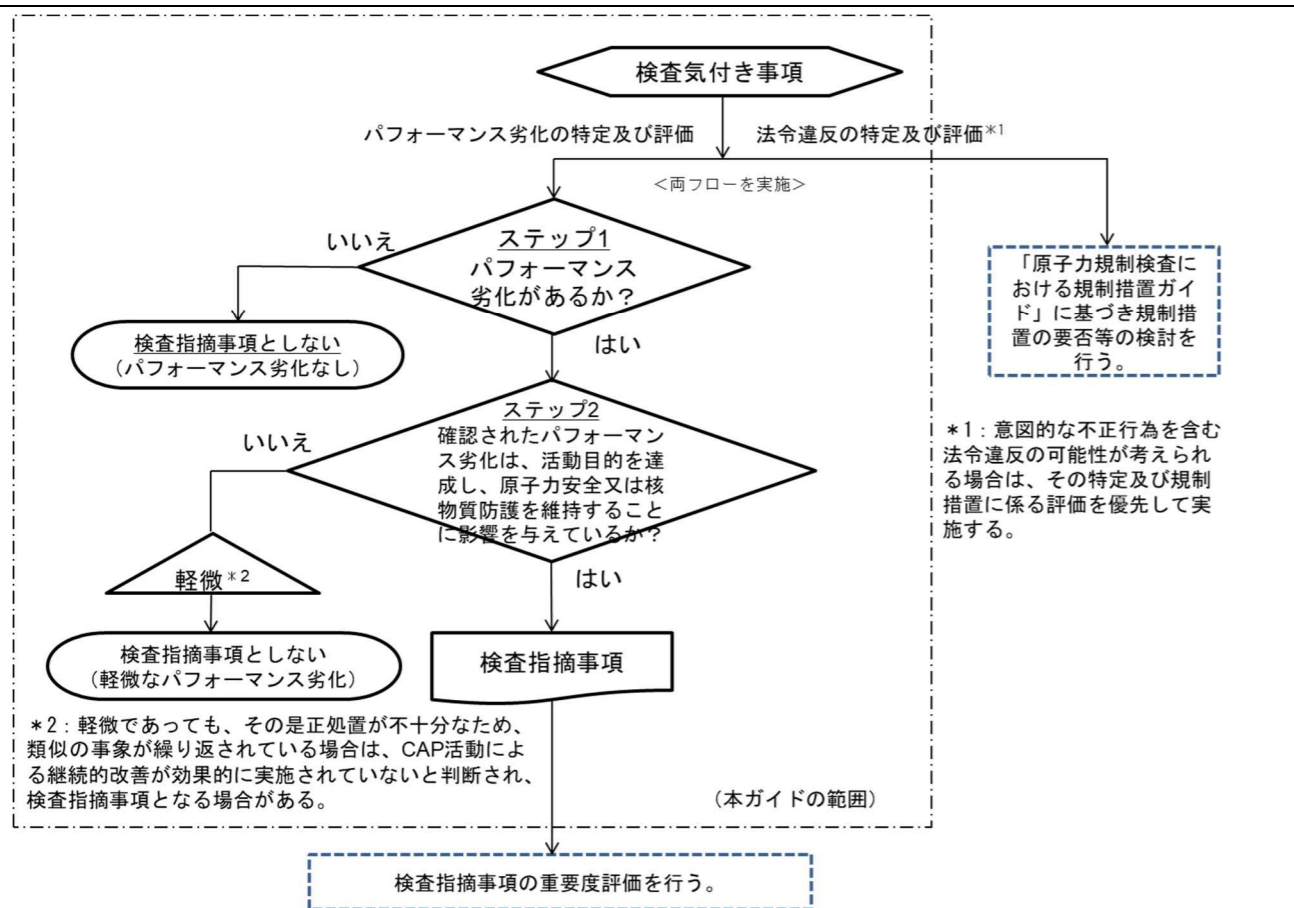 検査気付き事項
パフォーマンス劣化の特定及び評価
法令違反の特定及び評価*1
<両フローを実施>
いいえ
ステップ1
パフォーマンス
劣化があるか?
検査指摘事項としない
(パフォーマンス劣化なし)
はい
「原子力規制検査に
おける規制措置ガイ
ド」に基づき規制措
置の要否等の検討を
行う。
いいえ
ステップ2
確認されたパフォーマン
ス劣化は、活動目的を達
成し、原子力安全又は核
物質防護を維持すること
に影響を与えているか?
*1:意図的な不正行為を含む
法令違反の可能性が考えられ
る場合は、その特定及び規制
措置に係る評価を優先して実
施する。
軽微*2
はい
検査指摘事項としない
(軽微なパフォーマンス劣化)
検査指摘事項
*2:軽微であっても、その是正処置が不十分なため、
類似の事象が繰り返されている場合は、CAP活動によ
る継続的改善が効果的に実施されていないと判断され、
検査指摘事項となる場合がある。
(本ガイドの範囲)
検査指摘事項の重要度評価を行う。